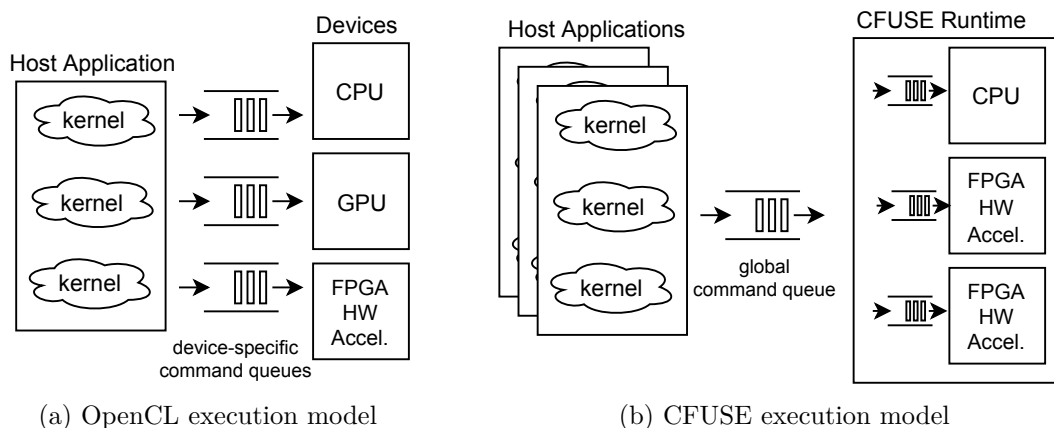 Devices
Host Application
kernel
kernel
kernel
CPU
GPU
FPGA
HW
Accel.
device-specific
command queues
(a) OpenCL execution model
Host Applications
kernel
kernel
kernel
global
command queue
CFUSE Runtime
CPU
FPGA
HW
Accel.
FPGA
HW
Accel.
(b) CFUSE execution model